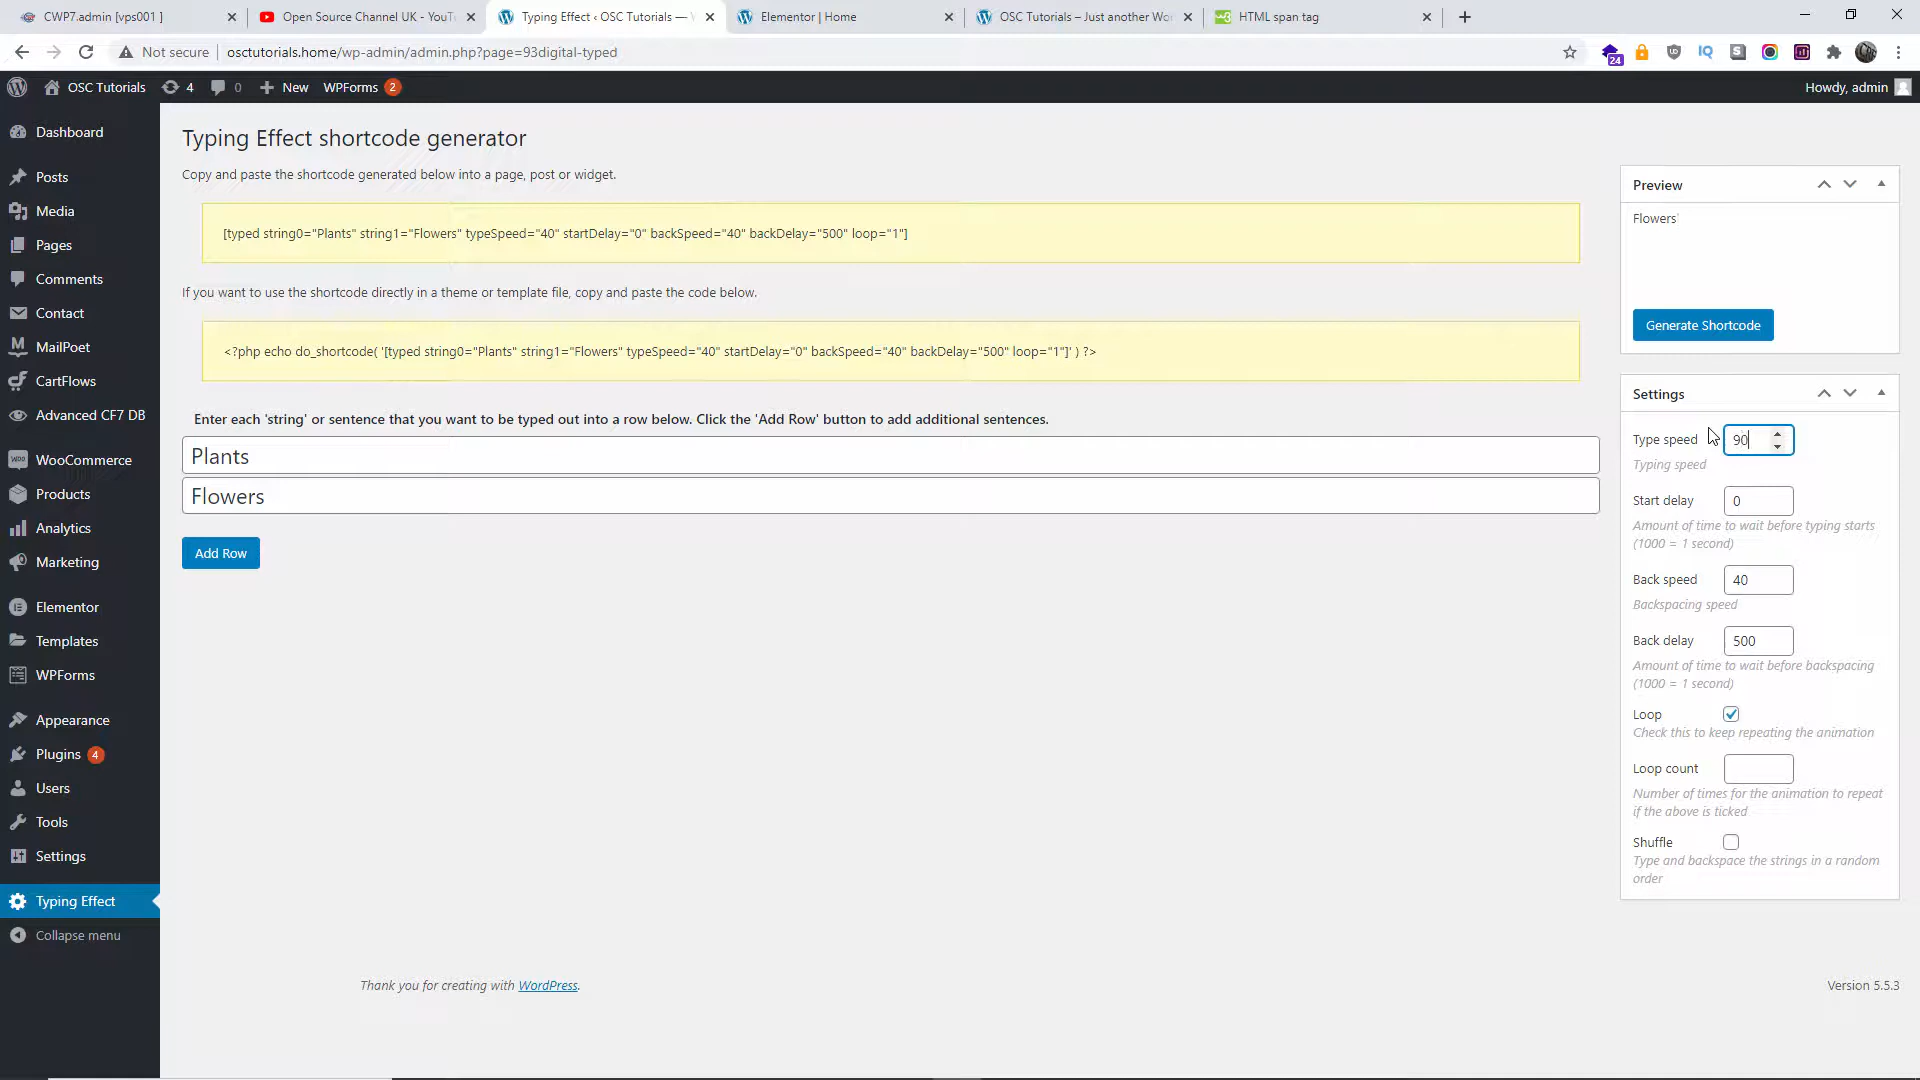 CWP7.admin [vps001 ]
Open Source Channel UK - YouT
Typing Effect ‹ OSC Tutorials — 
Elementor | Home
OSC Tutorials – Just another Wo
HTML span tag
Not secure
osctutorials.home/wp-admin/admin.php?page=93digital-typed
24
OSC Tutorials
4
0
New
WPForms 2
Howdy, admin
Dashboard
Posts
Media
Pages
Comments
Contact
MailPoet
CartFlows
Advanced CF7 DB
WooCommerce
Products
Analytics
Marketing
Elementor
Templates
WPForms
Appearance
Plugins 4
Users
Tools
Settings
Typing Effect
Collapse menu
Typing Effect shortcode generator
Copy and paste the shortcode generated below into a page, post or widget.
[typed string0="Plants" string1="Flowers" typeSpeed="40" startDelay="0" backSpeed="40" backDelay="500" loop="1"]
If you want to use the shortcode directly in a theme or template file, copy and paste the code below.
<?php echo do_shortcode( '[typed string0="Plants" string1="Flowers" typeSpeed="40" startDelay="0" backSpeed="40" backDelay="500" loop="1"]' ) ?>
Enter each 'string' or sentence that you want to be typed out into a row below. Click the 'Add Row' button to add additional sentences.
Plants
Flowers
Add Row
Preview
Flowers
Generate Shortcode
Settings
Type speed 90
Typing speed
Start delay 0
Amount of time to wait before typing starts
(1000 = 1 second)
Back speed 40
Backspacing speed
Back delay 500
Amount of time to wait before backspacing
(1000 = 1 second)
Loop
Check this to keep repeating the animation
Loop count
Number of times for the animation to repeat
if the above is ticked
Shuffle
Type and backspace the strings in a random
order
Thank you for creating with WordPress.
Version 5.5.3